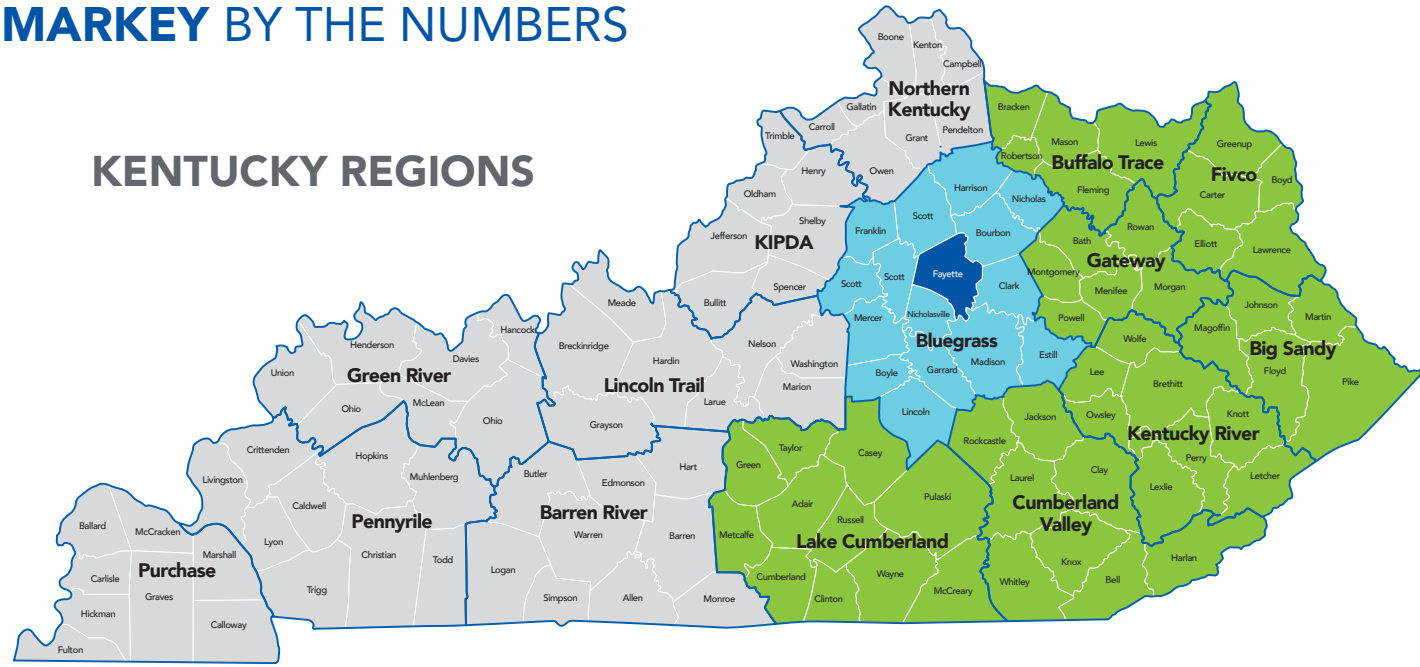 MARKEY BY THE NUMBERS
KENTUCKY REGIONS
Boone
Kenton
Campbell
Northern
Kentucky
Gallatin
Carroll
Grant
Pendelton
Owen
Trimble
Henry
Oldham
Shelby
Jefferson
KIPDA
Spencer
Bullitt
Bracken
Mason
Lewis
Robertson
Buffalo Trace
Fleming
Greenup
Fivco
Boyd
Carter
Elliott
Lawrence
Rowan
Bath
Gateway
Montgomery
Menifee
Morgan
Powell
Harrison
Nicholas
Scott
Franklin
Bourbon
Fayette
Scott
Scott
Clark
Mercer
Nicholasville
Bluegrass
Madison
Estill
Boyle
Garrard
Lincoln
Johnson
Martin
Magoffin
Big Sandy
Floyd
Pike
Wolfe
Lee
Brethitt
Owsley
Knott
Kentucky River
Perry
Letcher
Lexlie
Meade
Breckinridge
Hardin
Nelson
Washington
Lincoln Trail
Marion
Larue
Grayson
Hancock
Henderson
Davies
Union
Green River
McLean
Ohio
Ohio
Crittenden
Hopkins
Livingston
Muhlenberg
Caldwell
Pennyrile
Lyon
Christian
Todd
Trigg
Ballard
McCracken
Marshall
Purchase
Carlisle
Graves
Hickman
Calloway
Fulton
Butler
Hart
Edmonson
Barren River
Warren
Barren
Logan
Simpson
Allen
Monroe
Green
Taylor
Casey
Adair
Pulaski
Russell
Metcalfe
Lake Cumberland
Cumberland
Wayne
Clinton
McCreary
Jackson
Rockcastle
Laurel
Clay
Cumberland
Valley
Knox
Harlan
Whitley
Bell